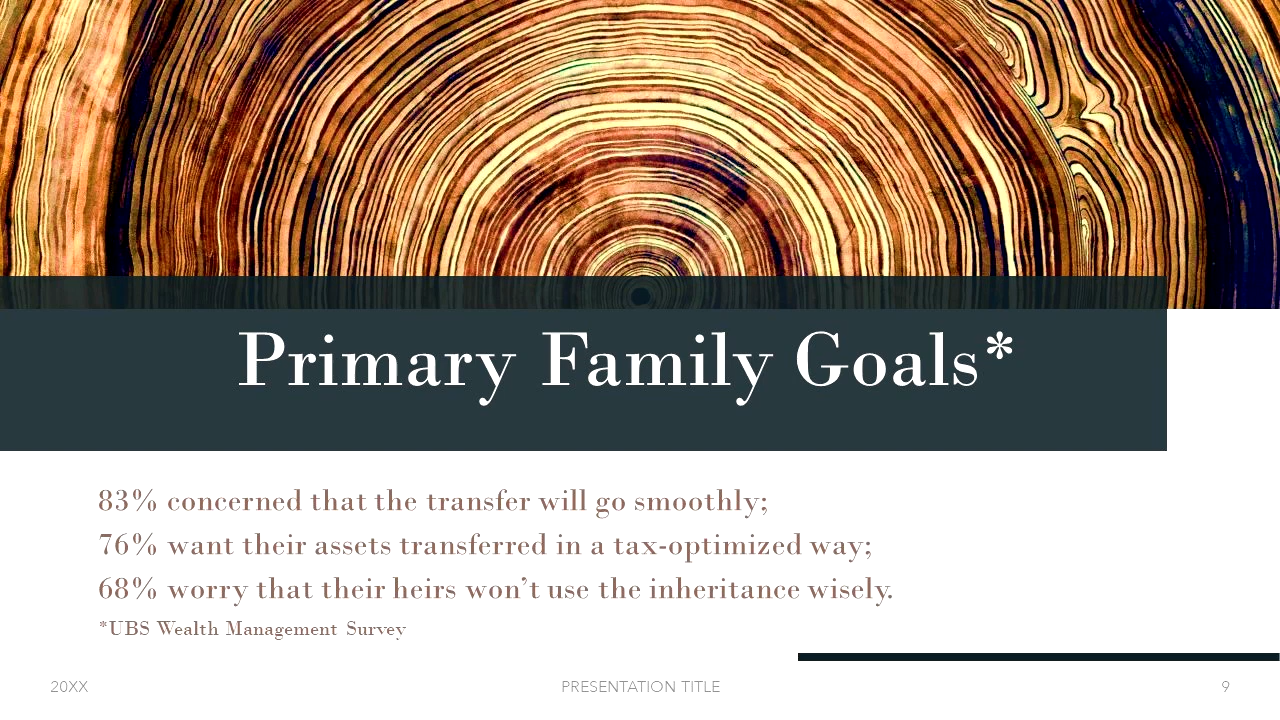 Primary Family Goals*
83% concerned that the transfer will go smoothly;
76% want their assets transferred in a tax-optimized way;
68% worry that their heirs won’t use the inheritance wisely.
*UBS Wealth Management Survey
20XX
PRESENTATION TITLE
9